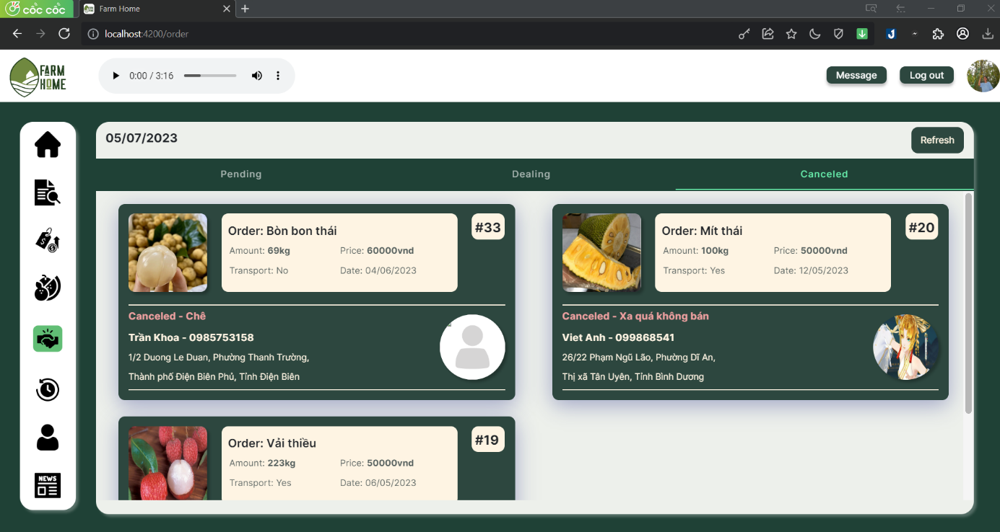 cốc cốc
Farm Home
localhost:4200/order
FARM
HOME
0:00 / 3:16
Message
Log out
05/07/2023
Refresh
Pending
Dealing
Canceled
Order: Bòn bon thái
#33
Amount: 69kg
Price: 60000vnd
Transport: No
Date: 04/06/2023
Canceled - Chê
Trần Khoa - 0985753158
1/2 Duong Le Duan, Phường Thanh Trường,
Thành phố Điện Biên Phủ, Tỉnh Điện Biên
Order: Mít thái
#20
Amount: 100kg
Price: 50000vnd
Transport: Yes
Date: 12/05/2023
Canceled - Xa quá không bán
Viet Anh - 099868541
26/22 Phạm Ngũ Lão, Phường Dĩ An,
Thị xã Tân Uyên, Tỉnh Bình Dương
Order: Vải thiều
#19
Amount: 223kg
Price: 50000vnd
Transport: Yes
Date: 06/05/2023
NEWS